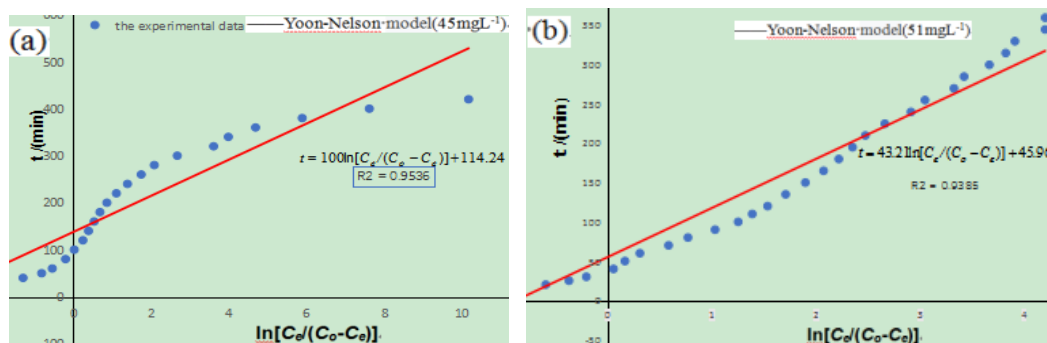 (a)
the experimental data
Yoon-Nelson·model(45mgL⁻¹)
500
400
300
200
100
0
100
t/(min)
0 2 4 6 8 10
t = 100ln[Cₑ/(Cₒ − Cₑ)]+114.24
R2 = 0.9536
ln[Cₑ/(Cₒ-Cₑ)]
(b)
Yoon-Nelson·model(51mgL⁻¹)
350
300
250
200
150
100
50
0
-50
t/(min)
0 1 2 3 4
t = 43.21ln[Cₑ/(Cₒ − Cₑ)]+45.96
R2 = 0.9385
ln[Cₑ/(Cₒ-Cₑ)]